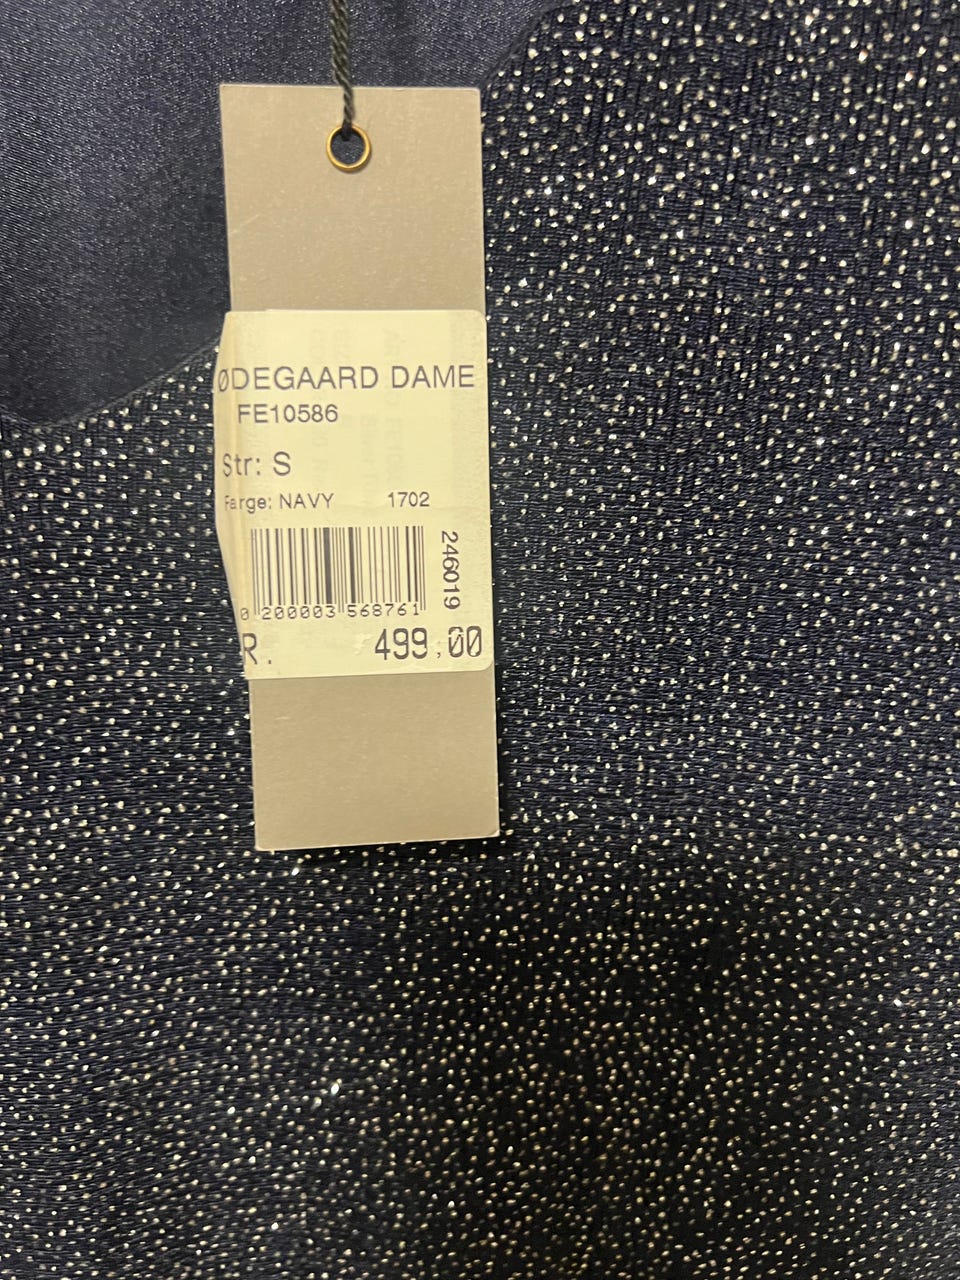 ØDEGAARD DAME
FE10586
Str: S
Farge: NAVY 1702
246019
0 200003 568761
R. 499,00